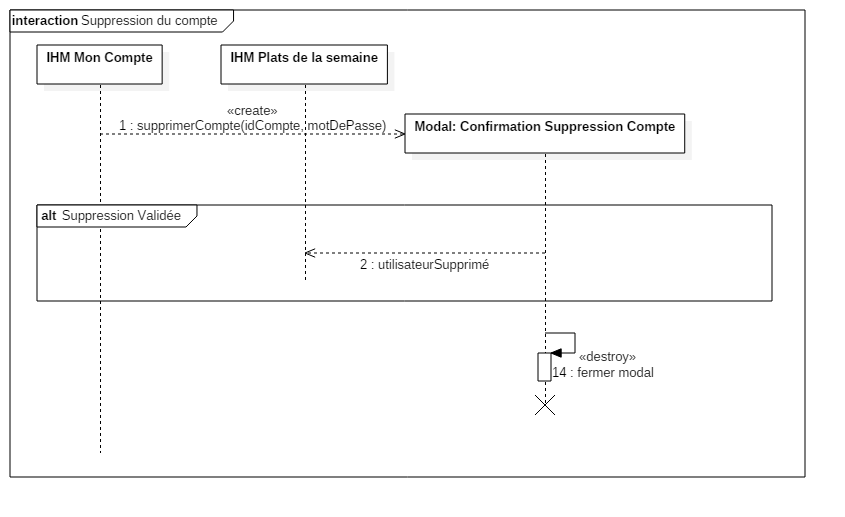 interaction Suppression du compte
IHM Mon Compte
IHM Plats de la semaine
«create»
1 : supprimerCompte(idCompte, motDePasse)
Modal: Confirmation Suppression Compte
alt Suppression Validée
2 : utilisateurSupprimé
«destroy»
14 : fermer modal